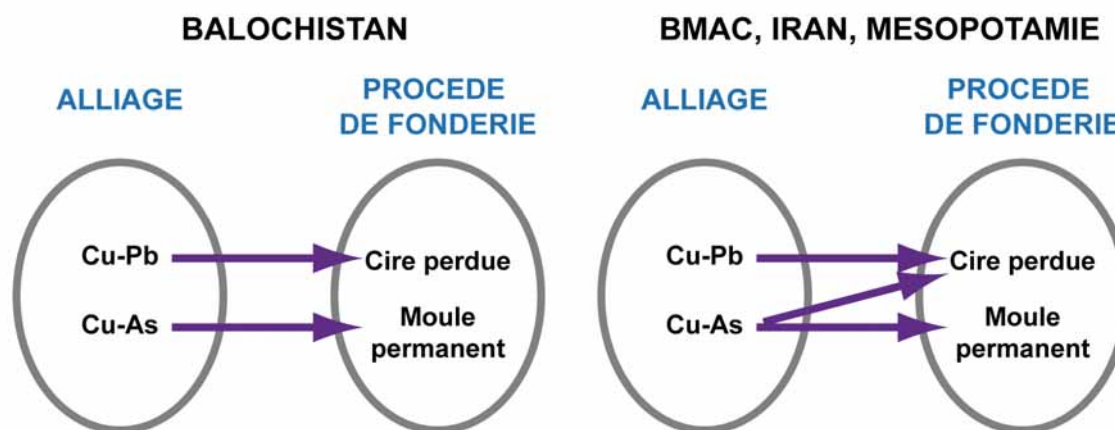 BALOCHISTAN
ALLIAGE
PROCEDE
DE FONDERIE
Cu-Pb
Cire perdue
Cu-As
Moule
permanent
BMAC, IRAN, MESOPOTAMIE
ALLIAGE
PROCEDE
DE FONDERIE
Cu-Pb
Cire perdue
Cu-As
Moule
permanent